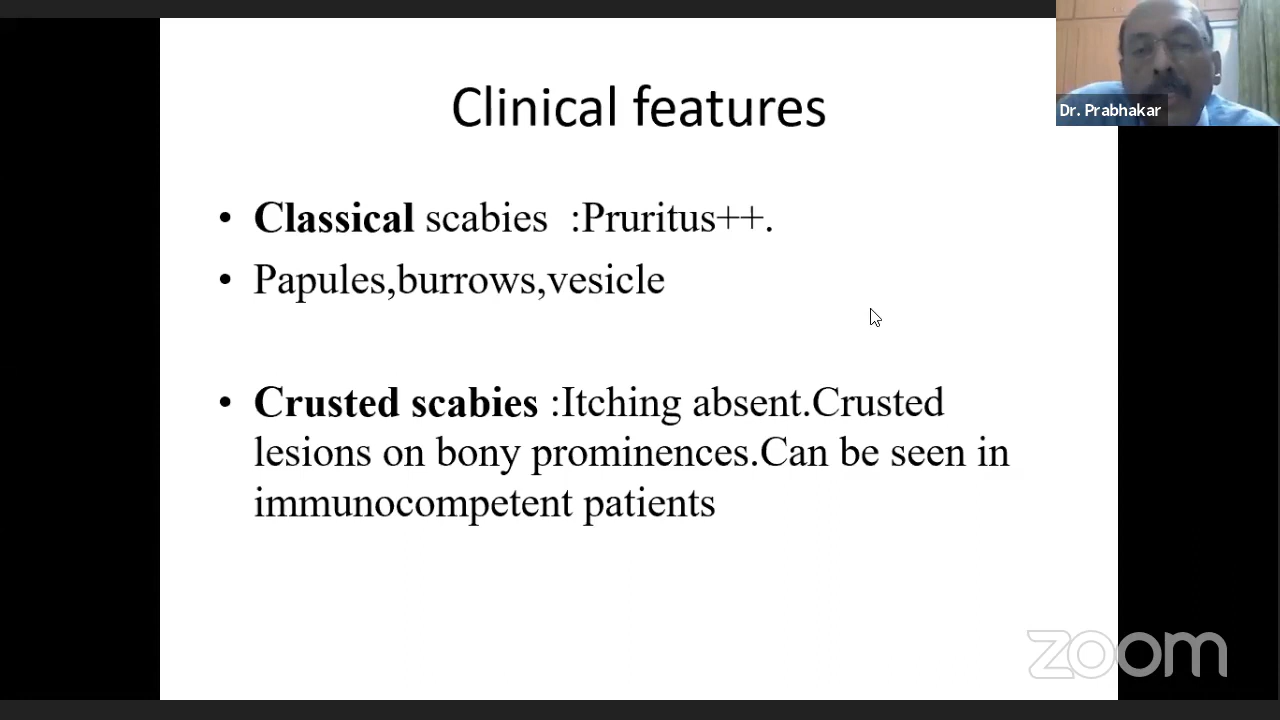 Clinical features
Dr. Prabhakar
• Classical scabies :Pruritus++.
• Papules,burrows,vesicle
• Crusted scabies :Itching absent.Crusted
lesions on bony prominences.Can be seen in
immunocompetent patients
zoom